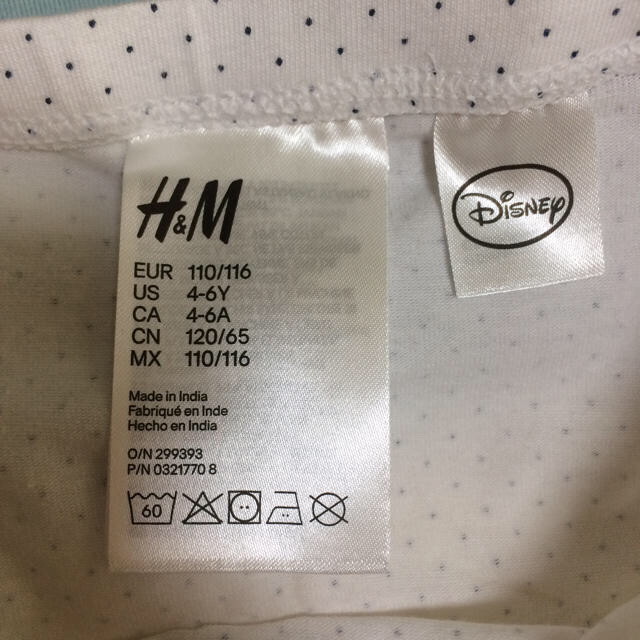 H&M
EUR 110/116
US 4-6Y
CA 4-6A
CN 120/65
MX 110/116
Made in India
Fabriqué en Inde
Hecho en India
O/N 299393
P/N 0321770 8
60
Disney